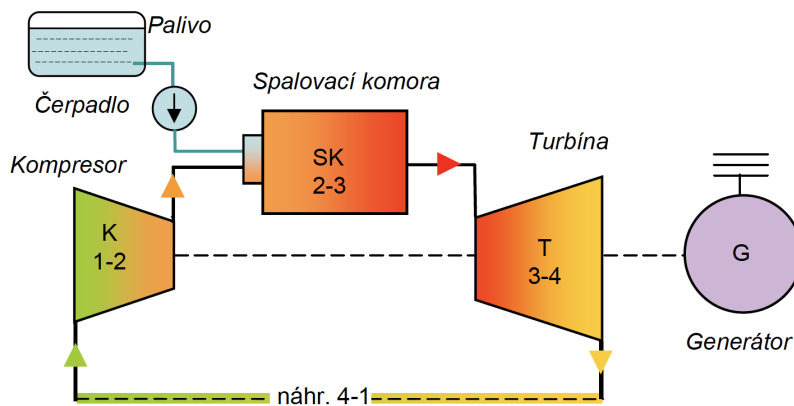 Palivo
Čerpadlo
Spalovací komora
Kompresor
SK
2-3
Turbína
K
1-2
T
3-4
G
Generátor
náhr. 4-1